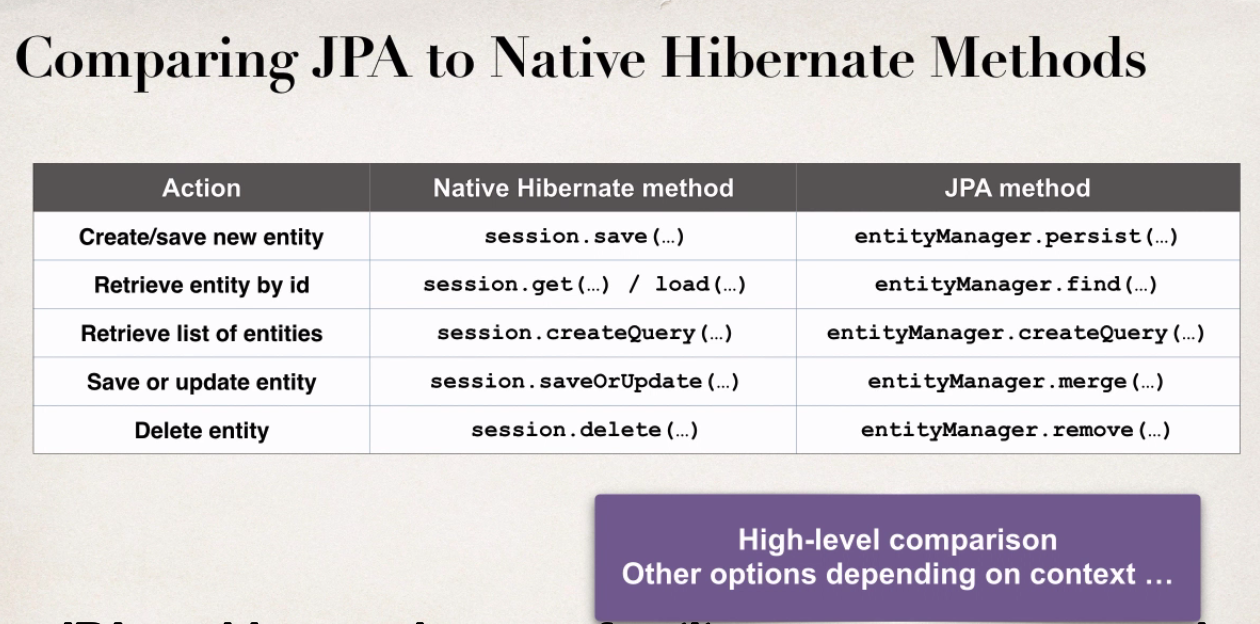 Comparing JPA to Native Hibernate Methods
Action Native Hibernate method JPA method
Create/save new entity session.save(…) entityManager.persist(…)
Retrieve entity by id session.get(…) / load(…) entityManager.find(…)
Retrieve list of entities session.createQuery(…) entityManager.createQuery(…)
Save or update entity session.saveOrUpdate(…) entityManager.merge(…)
Delete entity session.delete(…) entityManager.remove(…)
High-level comparison
Other options depending on context …